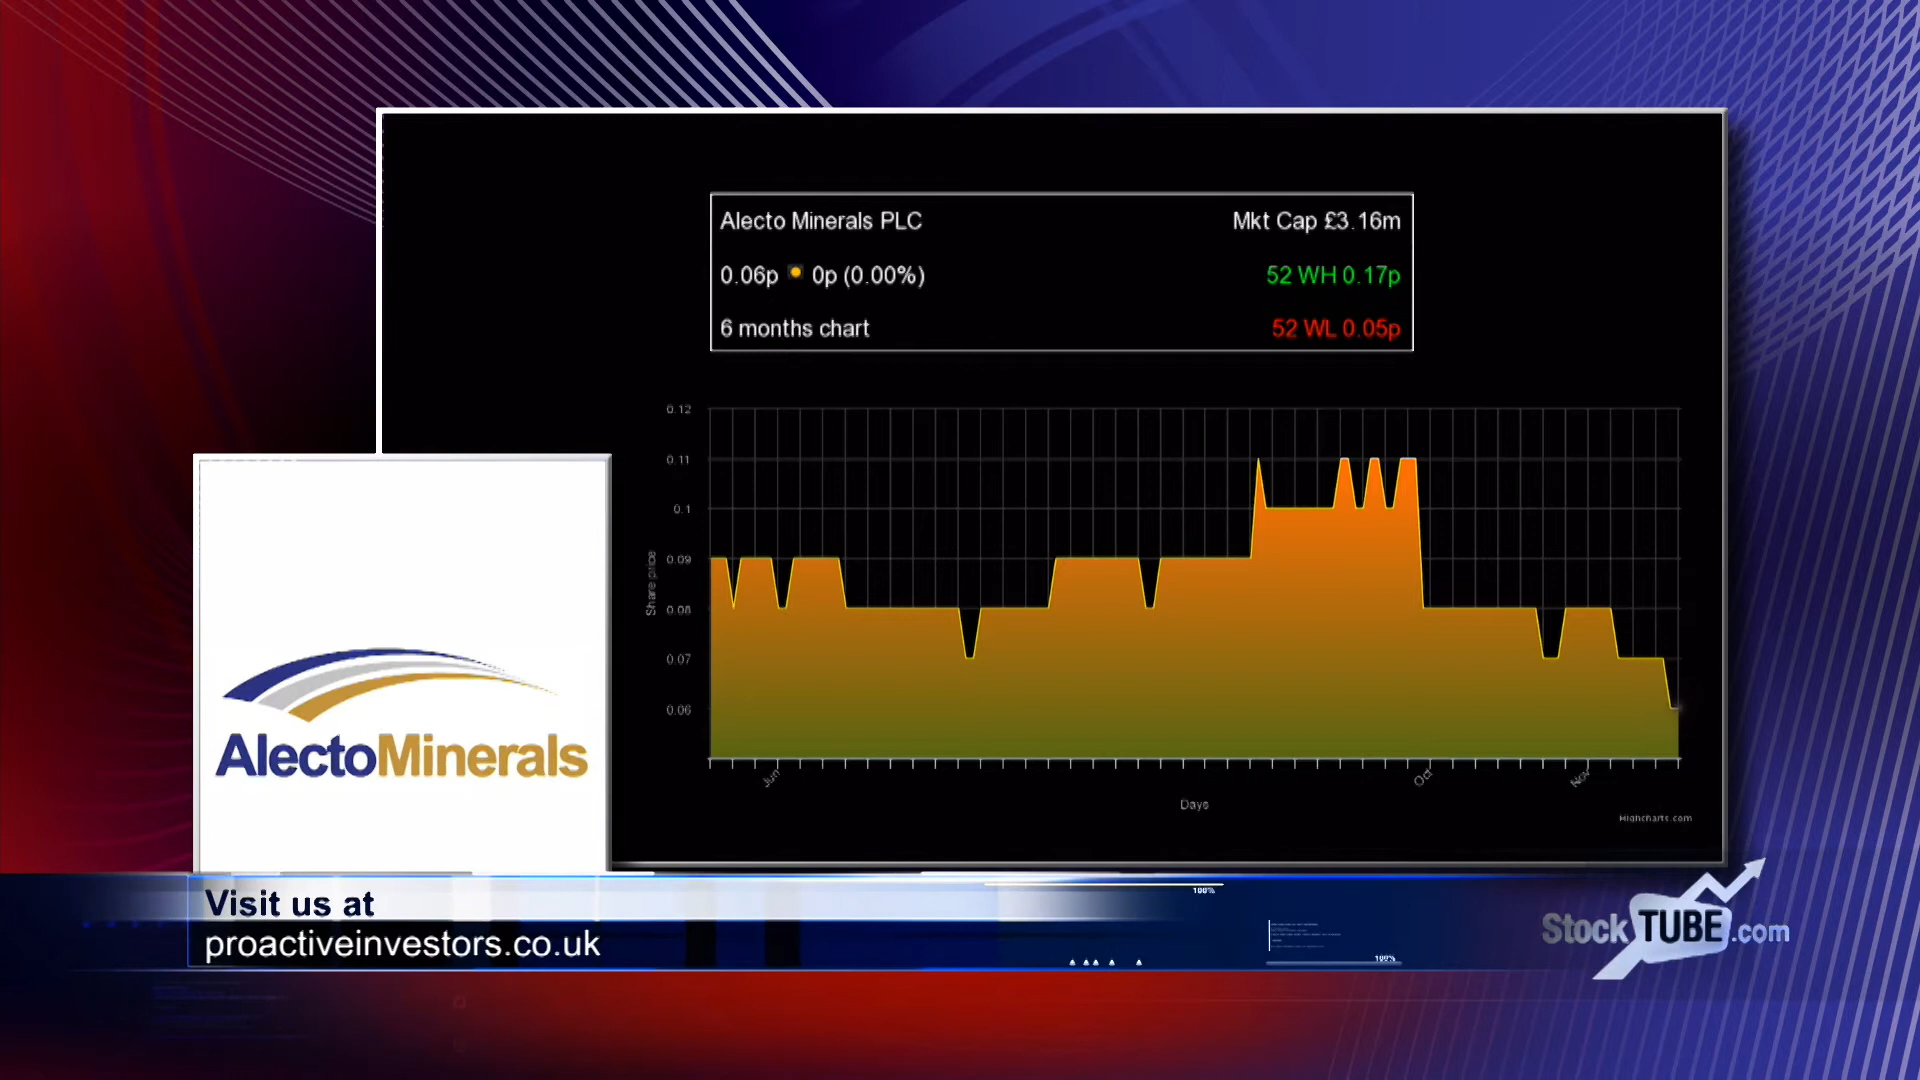 Alecto Minerals PLC
Mkt Cap £3.16m
0.06p 0p (0.00%)
52 WH 0.17p
6 months chart
52 WL 0.05p
0.12
0.11
0.1
0.09
0.08
0.07
0.06
Share price
Jun
Oct
Nov
Days
Highcharts.com
AlectoMinerals
Visit us at
proactiveinvestors.co.uk
100%
100%
StockTUBE.com